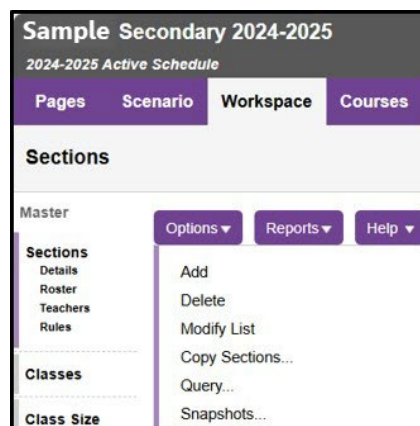 Sample Secondary 2024-2025
2024-2025 Active Schedule
Pages Scenario Workspace Courses
Sections
Master
Options ▾ Reports ▾ Help ▾
Sections
Details
Roster
Teachers
Rules
Classes
Class Size
Add
Delete
Modify List
Copy Sections...
Query...
Snapshots...